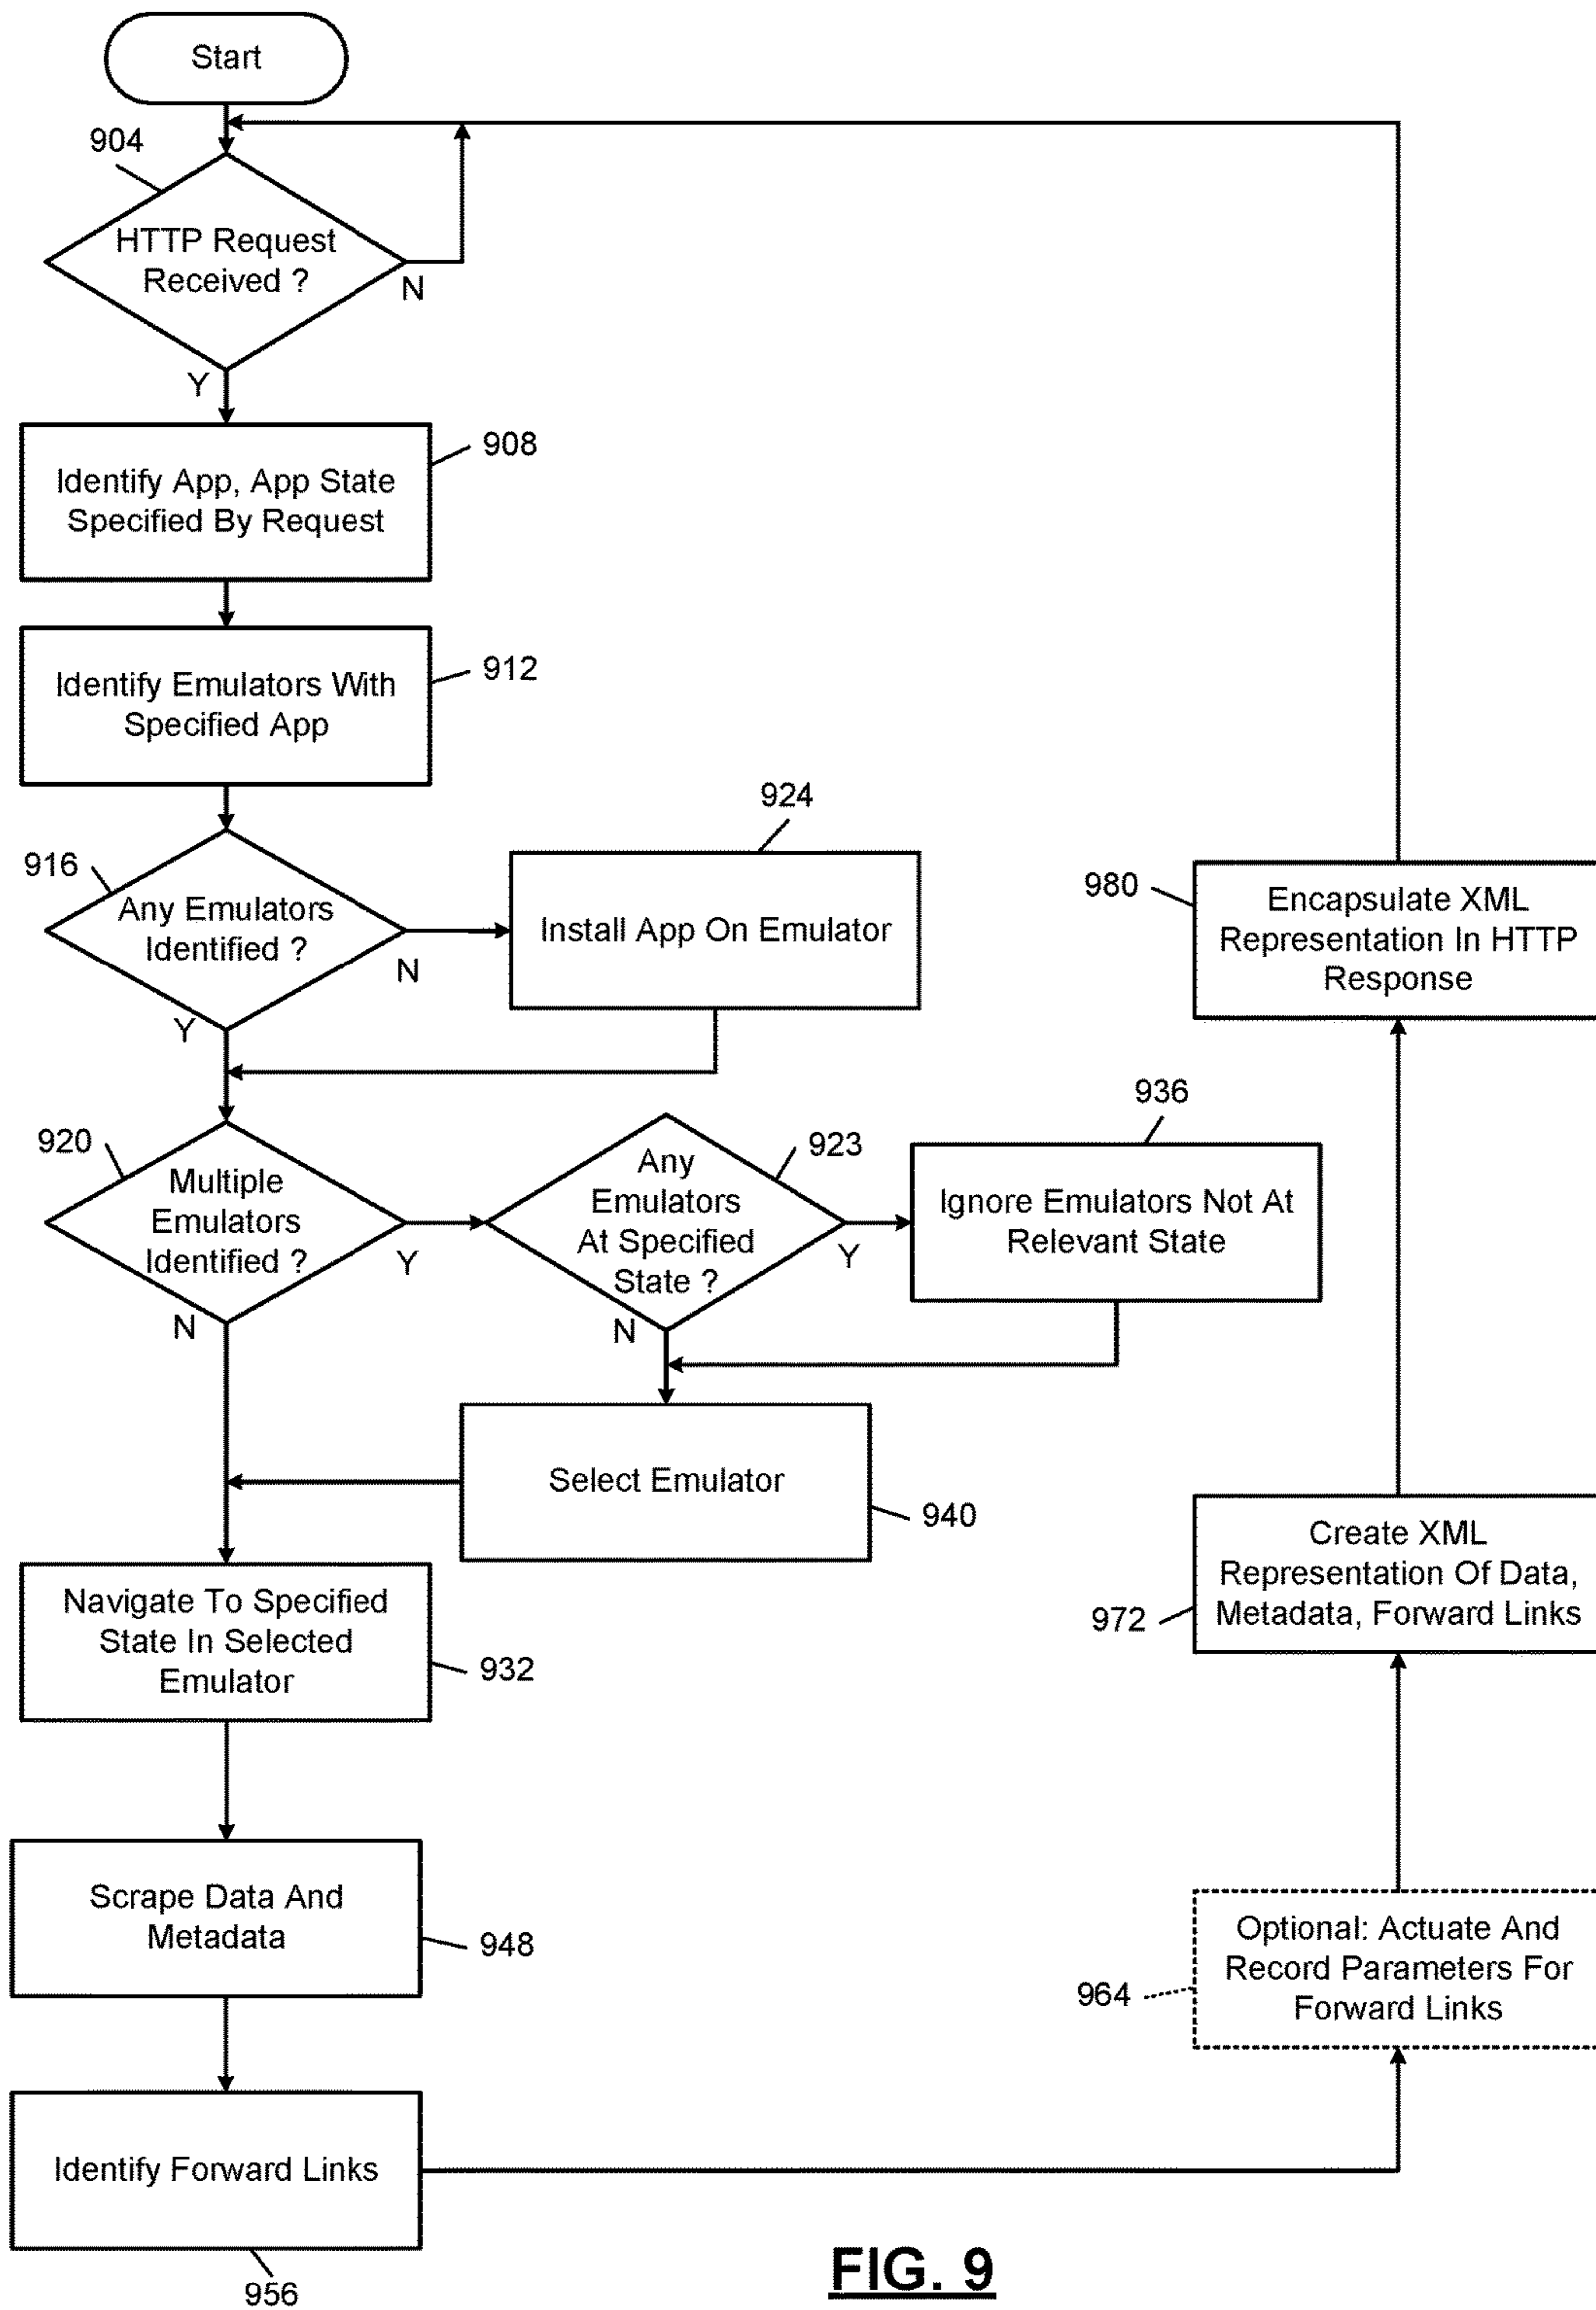 Start
904
HTTP Request
Received ?
N
Y
908
Identify App, App State
Specified By Request
912
Identify Emulators With
Specified App
924
916
Any Emulators
Identified ?
N
Y
Install App On Emulator
980
Encapsulate XML
Representation In HTTP
Response
936
920
Multiple
Emulators
Identified ?
Y
N
923
Any
Emulators
At Specified
State ?
Y
N
Ignore Emulators Not At
Relevant State
Select Emulator
940
Navigate To Specified
State In Selected
Emulator
932
972
Create XML
Representation Of Data,
Metadata, Forward Links
Scrape Data And
Metadata
948
964
Optional: Actuate And
Record Parameters For
Forward Links
Identify Forward Links
956
FIG. 9